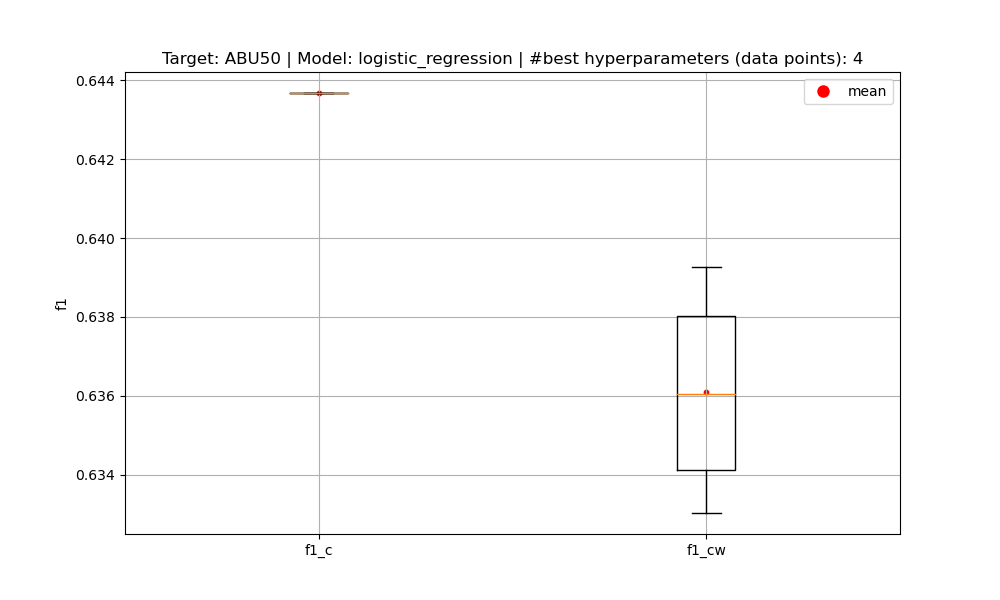 Target: ABU50 | Model: logistic_regression | #best hyperparameters (data points): 4
mean
0.644
0.642
0.640
0.638
0.636
0.634
f1
f1_c
f1_cw